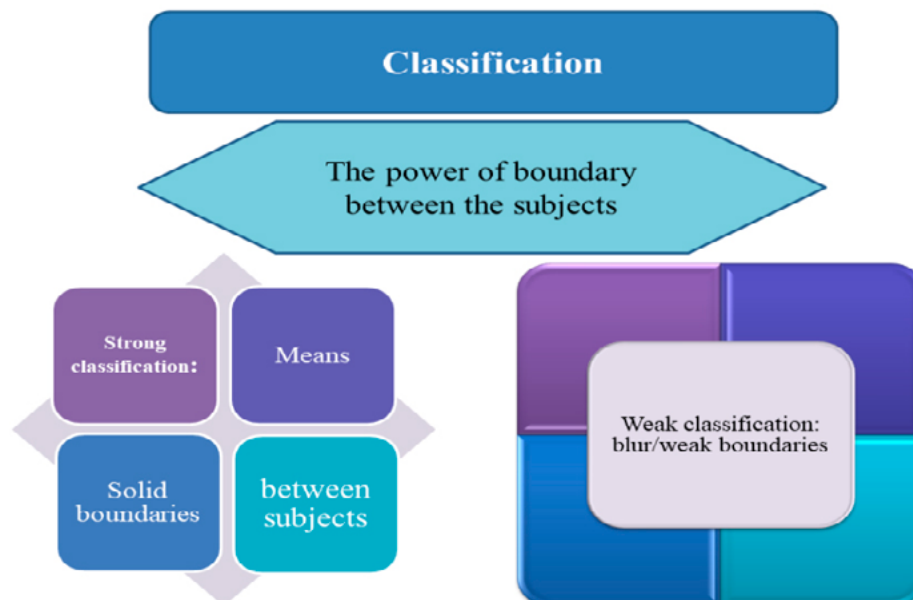 Classification
The power of boundary
between the subjects
Strong
classification:
Means
Solid
boundaries
between
subjects
Weak classification:
blur/weak boundaries